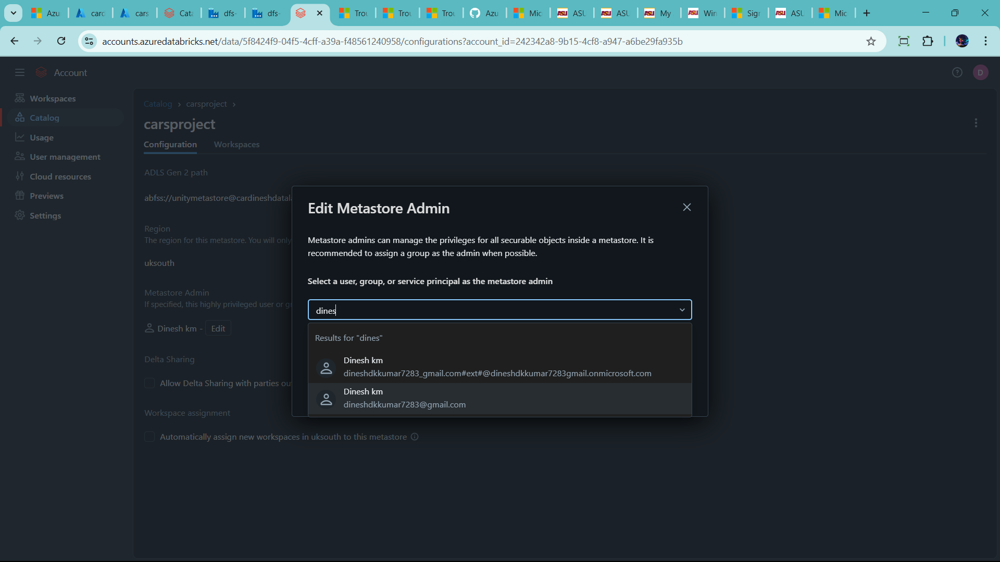 Azu
card
cars
Cata
dfs-
dfs-
Trou
Trou
Trou
Azu
Mic
ASU
ASU
My
Win
Sigr
ASU
Mic
accounts.azuredatabricks.net/data/5f8424f9-04f5-4cff-a39a-f48561240958/configurations?account_id=242342a8-9b15-4cf8-a947-a6be29fa935b
Account
D
Workspaces
Catalog
Usage
User management
Cloud resources
Previews
Settings
Catalog › carsproject ›
carsproject
Configuration Workspaces
ADLS Gen 2 path
abfss://unitymetastore@cardineshdatala
Region
The region for this metastore. You will only
uksouth
Metastore Admin
If specified, this highly privileged user or gr
Dinesh km - Edit
Delta Sharing
Allow Delta Sharing with parties out
Workspace assignment
Automatically assign new workspaces in uksouth to this metastore
Edit Metastore Admin
Metastore admins can manage the privileges for all securable objects inside a metastore. It is
recommended to assign a group as the admin when possible.
Select a user, group, or service principal as the metastore admin
dines
Results for "dines"
Dinesh km
dineshdkkumar7283_gmail.com#ext#@dineshdkkumar7283gmail.onmicrosoft.com
Dinesh km
dineshdkkumar7283@gmail.com